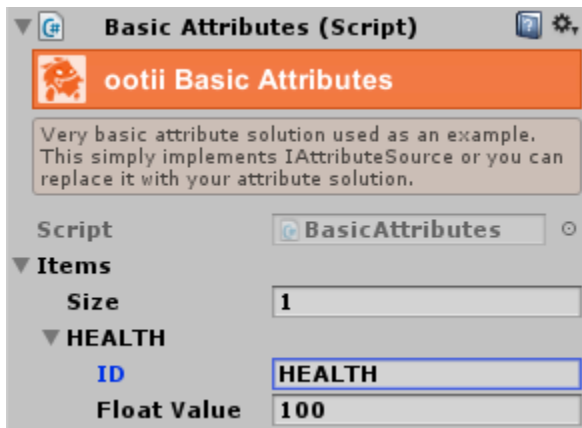 Basic Attributes (Script)
ootii Basic Attributes
Very basic attribute solution used as an example.
This simply implements IAttributeSource or you can
replace it with your attribute solution.
Script BasicAttributes
Items
Size 1
HEALTH
ID HEALTH
Float Value 100